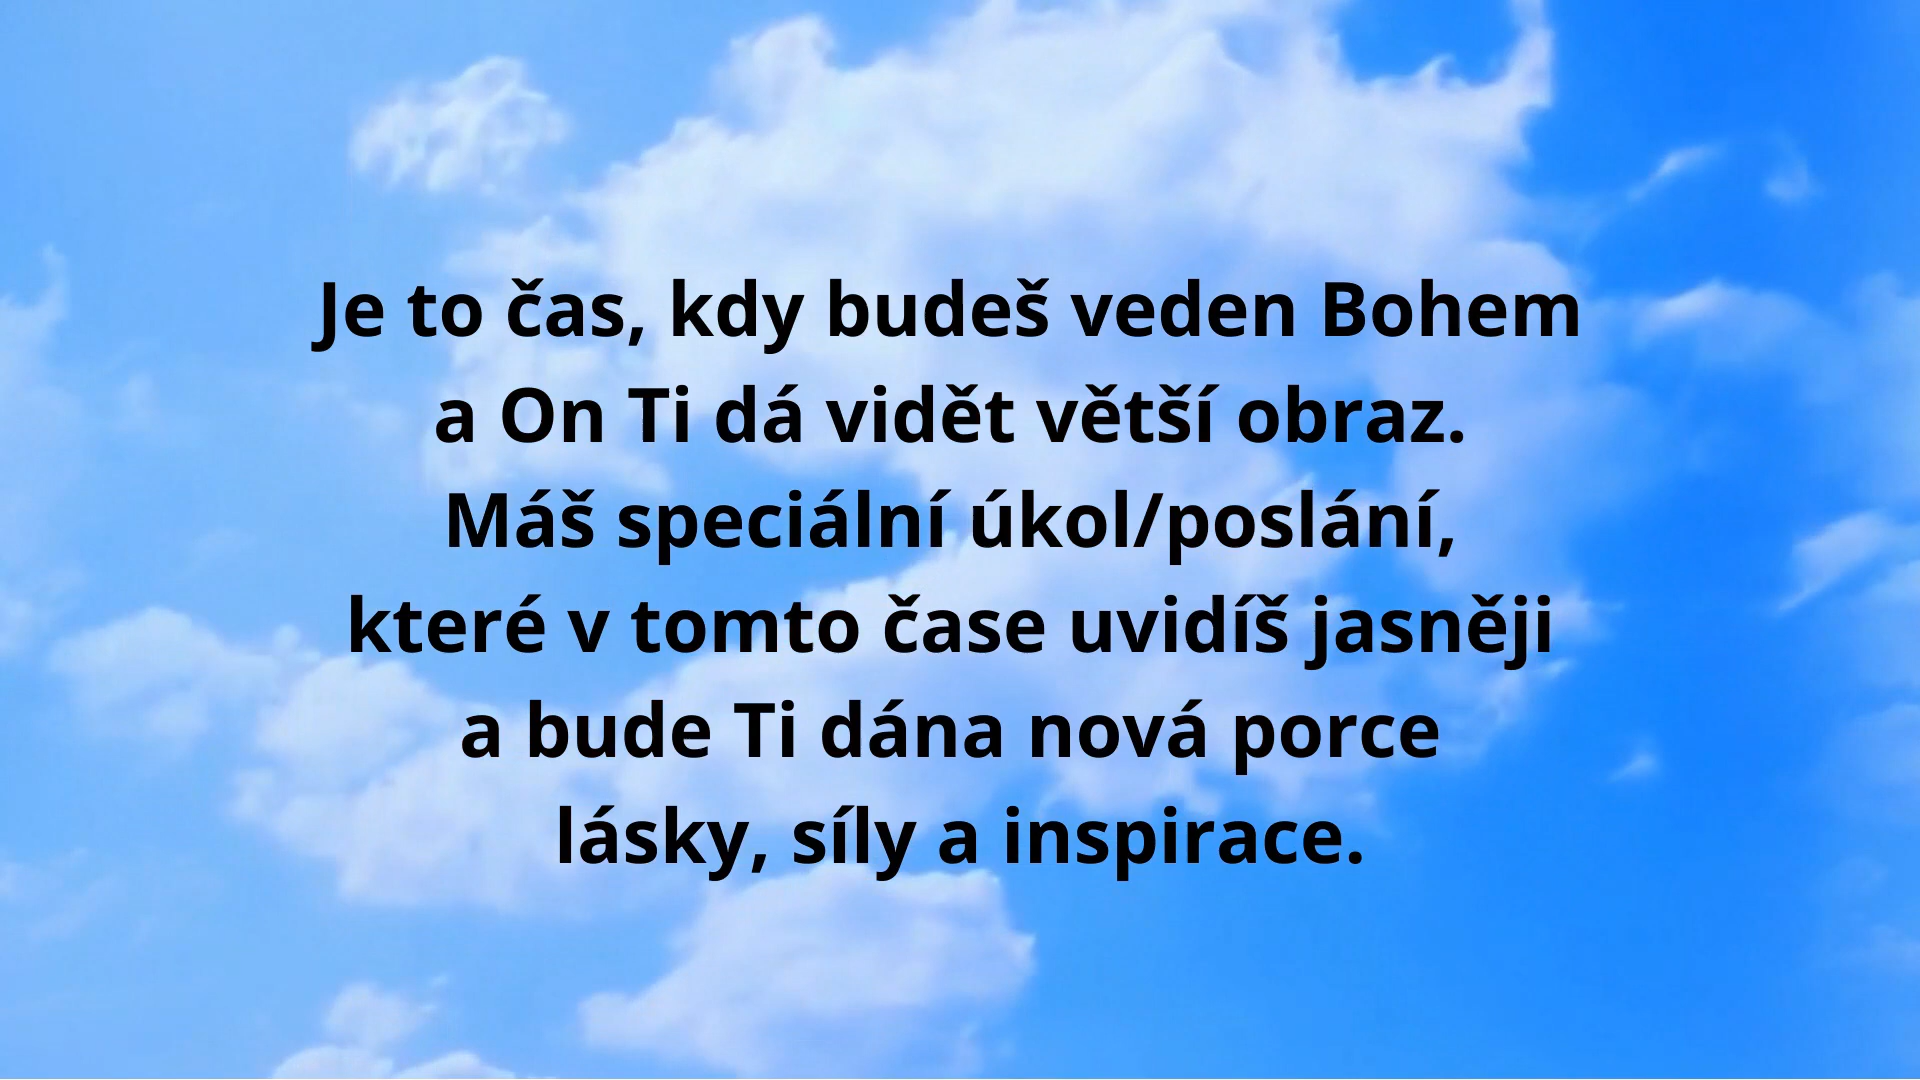 Je to čas, kdy budeš veden Bohem
a On Ti dá vidět větší obraz.
Máš speciální úkol/poslání,
které v tomto čase uvidíš jasněji
a bude Ti dána nová porce
lásky, síly a inspirace.